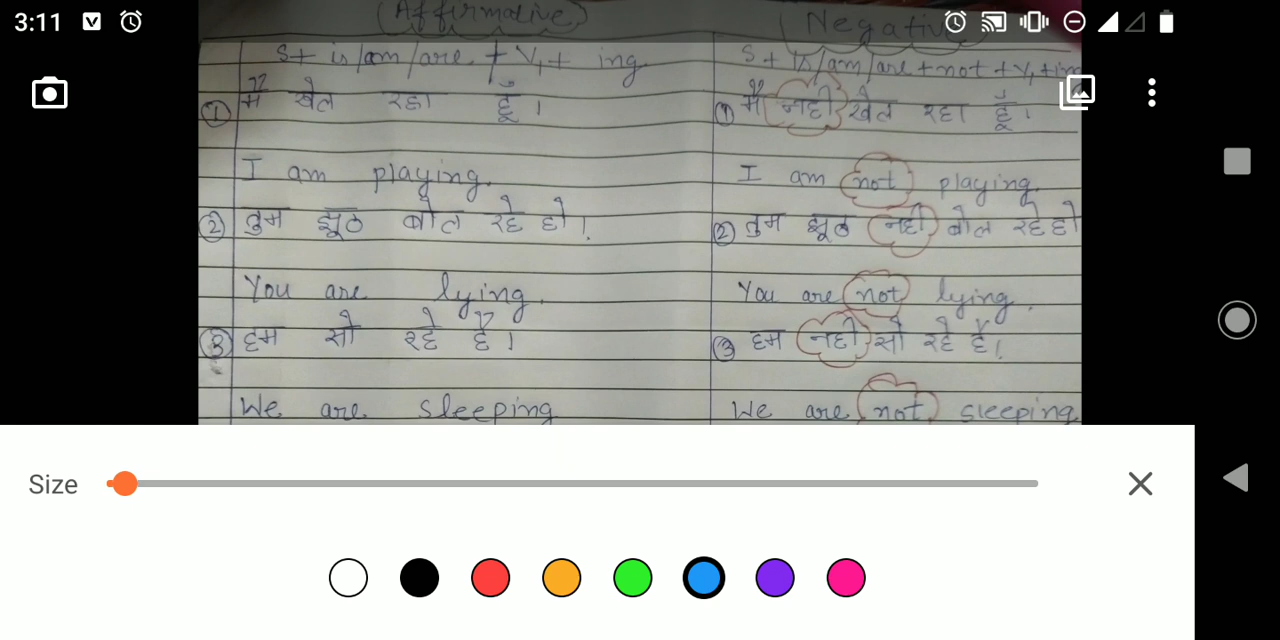 3:11
Affirmative
Negative
S+ is/am/are + V1+ ing
S + is/am/are+not+V1+ing
① मैं खेल रहा हूँ।
① मैं नही खेल रहा हूँ।
I am playing.
I am not playing.
② तुम झूठ बोल रहे हो।
② तुम झूठ नही बोल रहे हो
You are lying.
You are not lying.
③ हम सो रहे हैं।
③ हम नही सो रहे हैं।
We are sleeping
We are not sleeping
Size